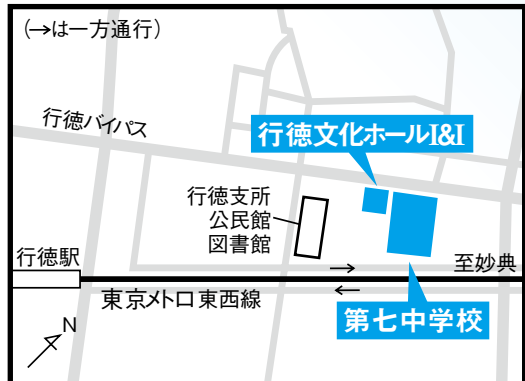 (→は一方通行)
行徳バイパス
行徳文化ホールI&I
行徳支所
公民館
図書館
行徳駅
→
至妙典
←
東京メトロ東西線
第七中学校
N